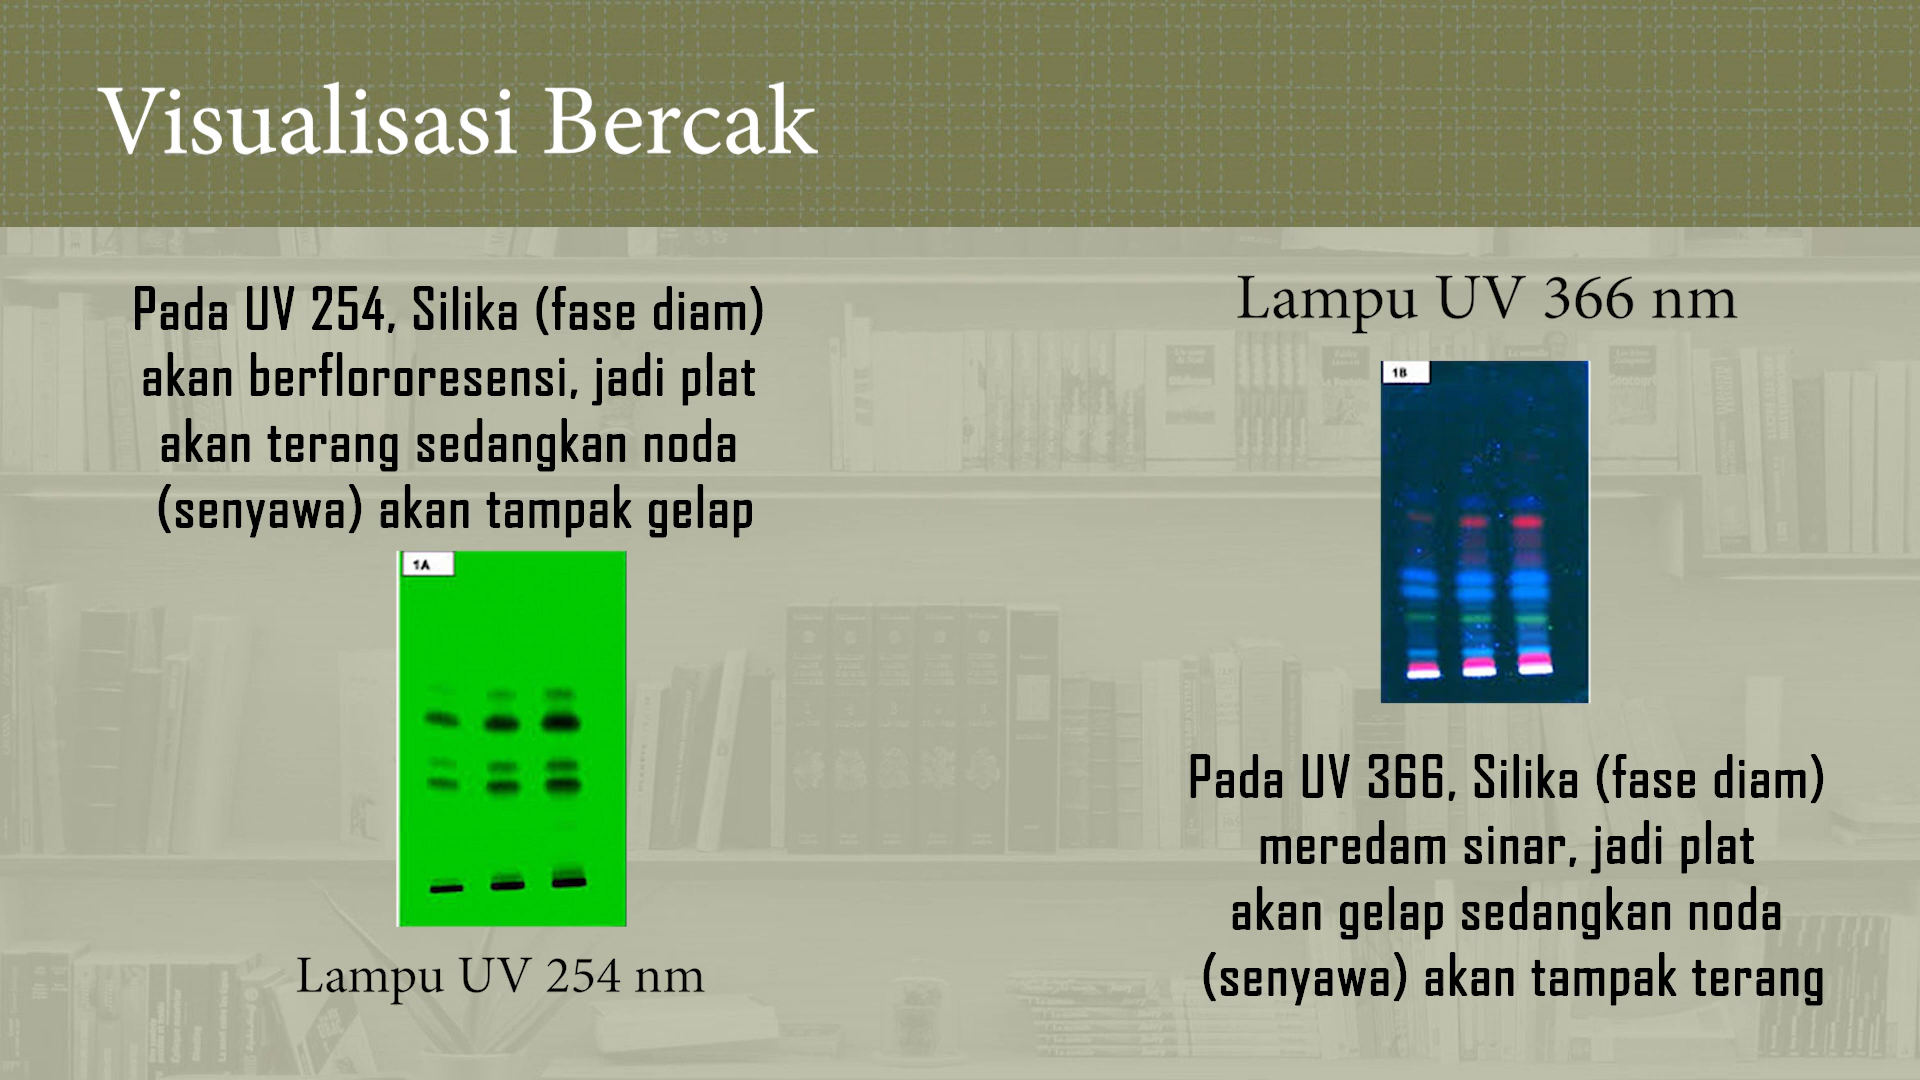 Visualisasi Bercak
Pada UV 254, Silika (fase diam)
akan berflororesensi, jadi plat
akan terang sedangkan noda
(senyawa) akan tampak gelap
1A
Lampu UV 254 nm
Lampu UV 366 nm
1B
Pada UV 366, Silika (fase diam)
meredam sinar, jadi plat
akan gelap sedangkan noda
(senyawa) akan tampak terang